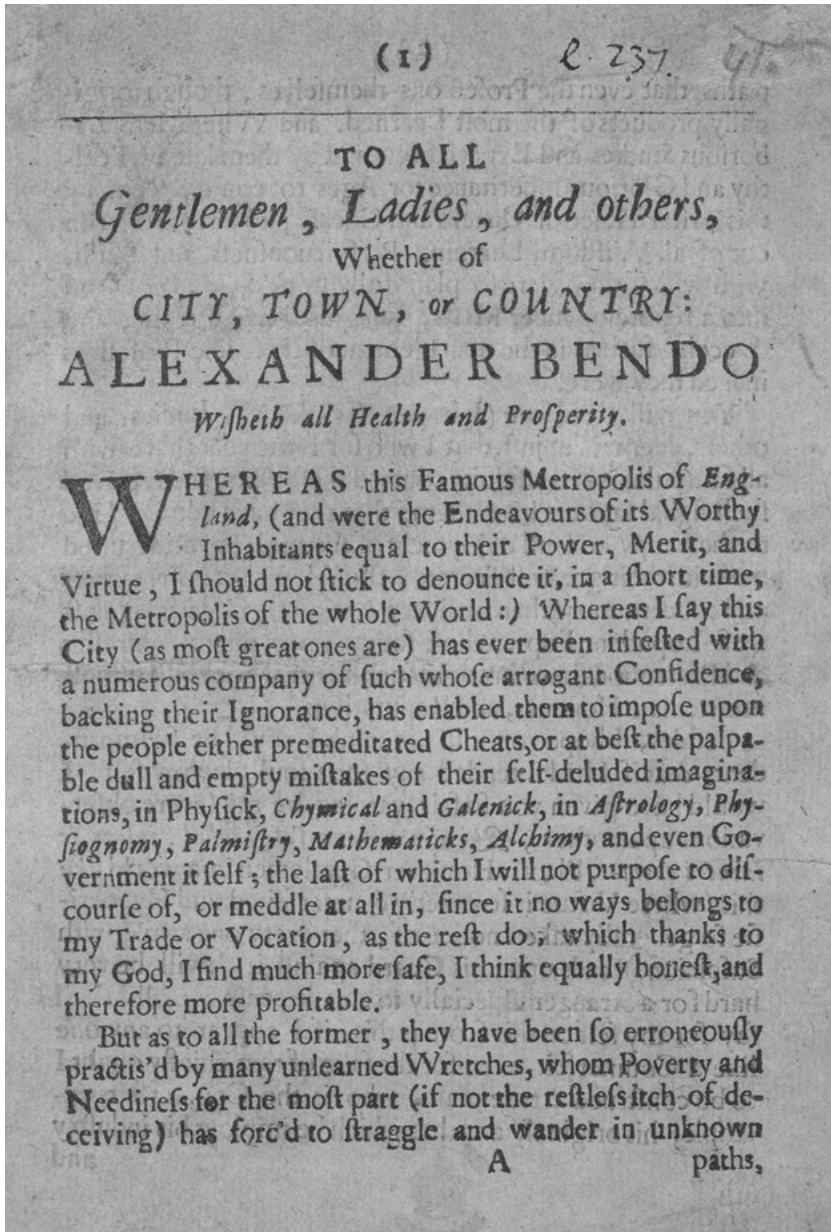 (1) l. 237.
TO ALL
Gentlemen, Ladies, and others,
Whether of
CITY, TOWN, or COUNTRY:
ALEXANDER BENDO
Wiſheth all Health and Proſperity.
WHEREAS this Famous Metropolis of Eng-
land, (and were the Endeavours of its Worthy
Inhabitants equal to their Power, Merit, and
Virtue, I ſhould not ſtick to denounce it, in a ſhort time,
the Metropolis of the whole World:) Whereas I ſay this
City (as moſt great ones are) has ever been infeſted with
a numerous company of ſuch whoſe arrogant Confidence,
backing their Ignorance, has enabled them to impoſe upon
the people either premeditated Cheats, or at beſt the palpa-
ble dull and empty miſtakes of their ſelf-deluded imagina-
tions, in Phyſick, Chymical and Galenick, in Aſtrology, Phy-
ſiognomy, Palmiſtry, Mathematicks, Alchimy, and even Go-
vernment it ſelf; the laſt of which I will not purpoſe to diſ-
courſe of, or meddle at all in, ſince it no ways belongs to
my Trade or Vocation, as the reſt do, which thanks to
my God, I find much more ſafe, I think equally honeſt, and
therefore more profitable.
But as to all the former, they have been ſo erroneouſly
practis'd by many unlearned Wretches, whom Poverty and
Needineſs for the moſt part (if not the reſtleſs itch of de-
ceiving) has forc'd to ſtraggle and wander in unknown
A paths,